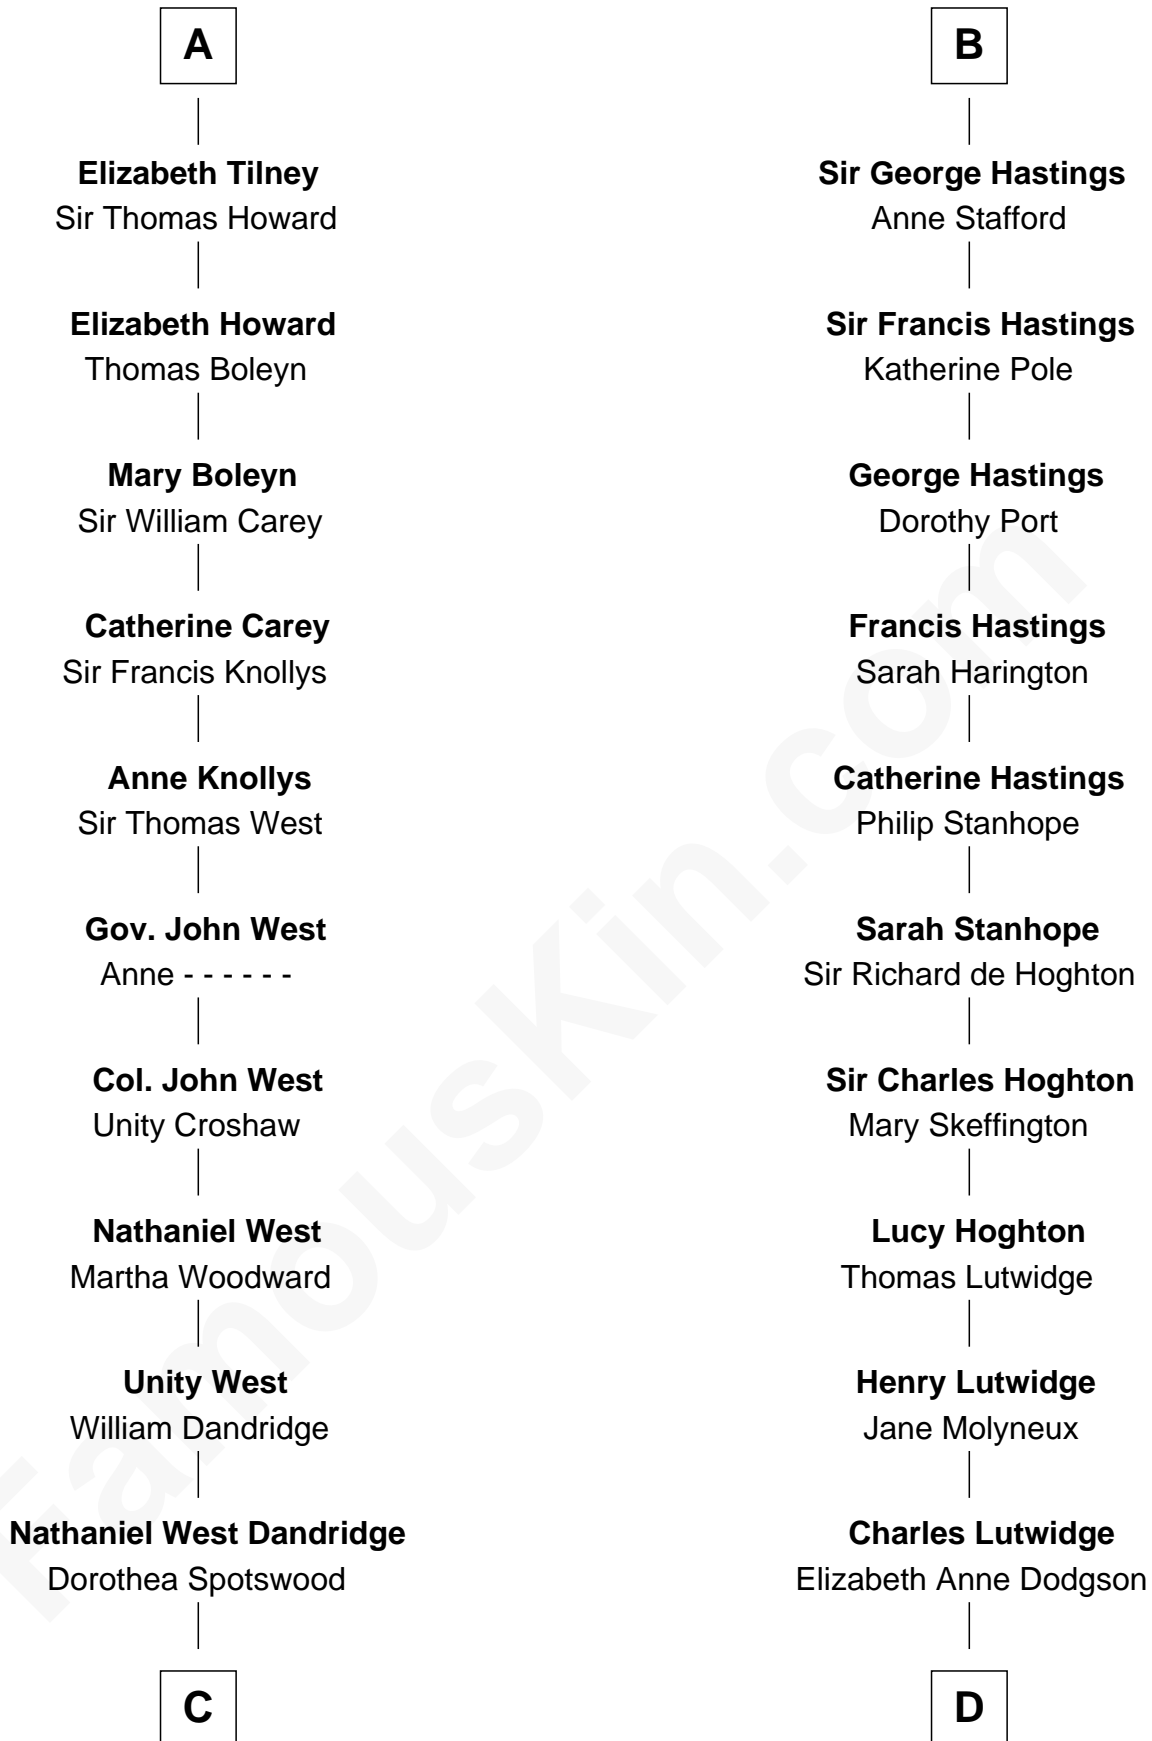 A
Elizabeth Tilney
Sir Thomas Howard
Elizabeth Howard
Thomas Boleyn
Mary Boleyn
Sir William Carey
Catherine Carey
Sir Francis Knollys
Anne Knollys
Sir Thomas West
Gov. John West
Anne - - - - - -
Col. John West
Unity Croshaw
Nathaniel West
Martha Woodward
Unity West
William Dandridge
Nathaniel West Dandridge
Dorothea Spotswood
C
B
Sir George Hastings
Anne Stafford
Sir Francis Hastings
Katherine Pole
George Hastings
Dorothy Port
Francis Hastings
Sarah Harington
Catherine Hastings
Philip Stanhope
Sarah Stanhope
Sir Richard de Hoghton
Sir Charles Hoghton
Mary Skeffington
Lucy Hoghton
Thomas Lutwidge
Henry Lutwidge
Jane Molyneux
Charles Lutwidge
Elizabeth Anne Dodgson
D
FamousKin.com